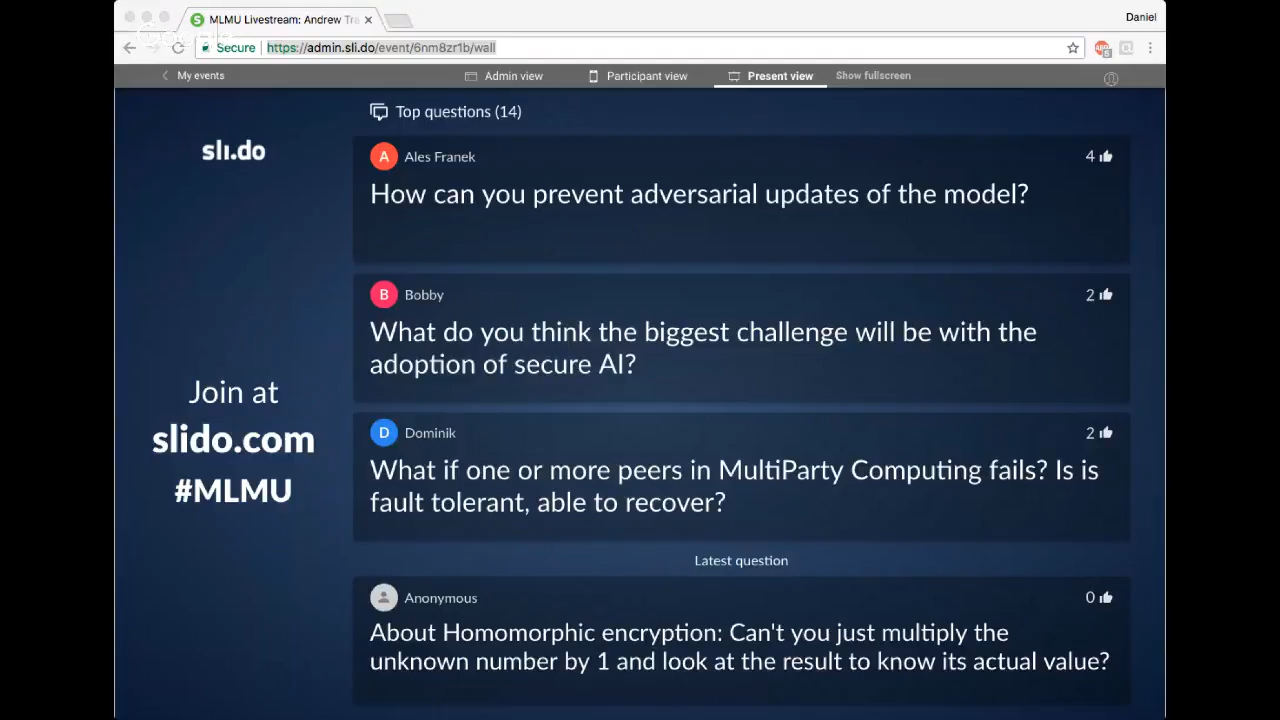 MLMU Livestream: Andrew Tra
Daniel
Google
Secure
https://admin.sli.do/event/6nm8zr1b/wall
My events
Admin view
Participant view
Present view
Show fullscreen
Top questions (14)
sli.do
A
Ales Franek
4
How can you prevent adversarial updates of the model?
B
Bobby
2
What do you think the biggest challenge will be with the
adoption of secure AI?
Join at
slido.com
#MLMU
D
Dominik
2
What if one or more peers in MultiParty Computing fails? Is is
fault tolerant, able to recover?
Latest question
Anonymous
0
About Homomorphic encryption: Can't you just multiply the
unknown number by 1 and look at the result to know its actual value?